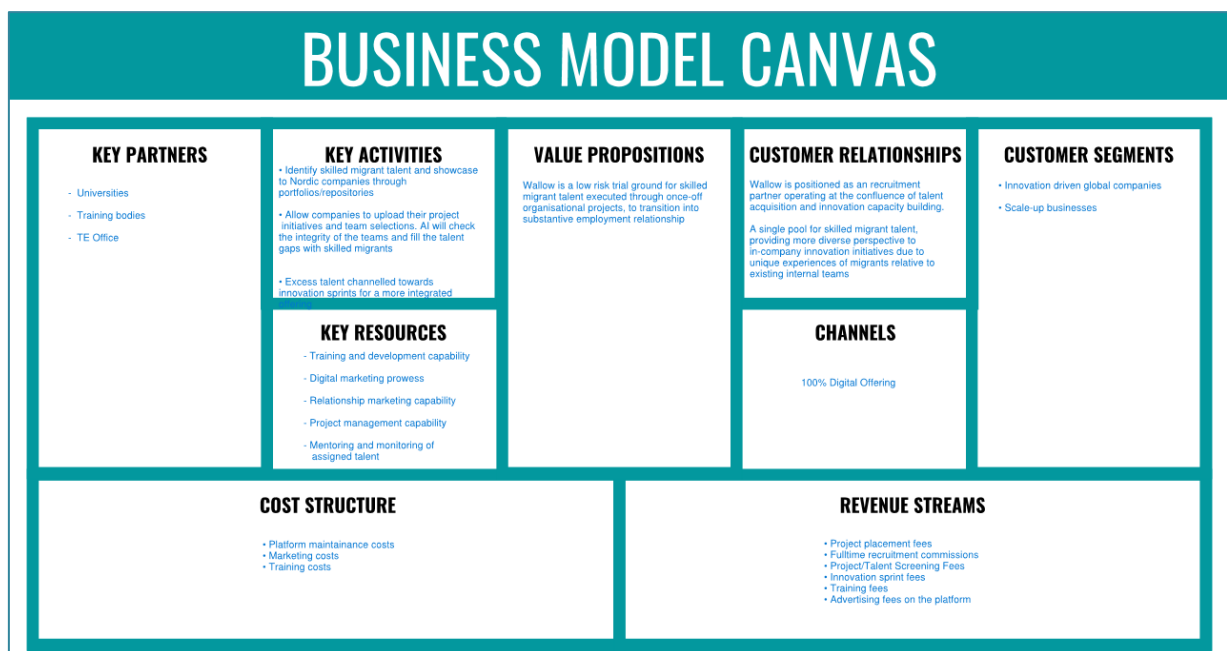 BUSINESS MODEL CANVAS
KEY PARTNERS
- Universities
- Training bodies
- TE Office
KEY ACTIVITIES
• Identify skilled migrant talent and showcase
to Nordic companies through
portfolios/repositories
• Allow companies to upload their project
initiatives and team selections. AI will check
the integrity of the teams and fill the talent
gaps with skilled migrants
• Excess talent channelled towards
innovation sprints for a more integrated
KEY RESOURCES
- Training and development capability
- Digital marketing prowess
- Relationship marketing capability
- Project management capability
- Mentoring and monitoring of
assigned talent
VALUE PROPOSITIONS
Wallow is a low risk trial ground for skilled
migrant talent executed through once-off
organisational projects, to transition into
substantive employment relationship
CUSTOMER RELATIONSHIPS
Wallow is positioned as an recruitment
partner operating at the confluence of talent
acquisition and innovation capacity building.
A single pool for skilled migrant talent,
providing more diverse perspective to
in-company innovation initiatives due to
unique experiences of migrants relative to
existing internal teams
CHANNELS
100% Digital Offering
CUSTOMER SEGMENTS
• Innovation driven global companies
• Scale-up businesses
COST STRUCTURE
• Platform maintainance costs
• Marketing costs
• Training costs
REVENUE STREAMS
• Project placement fees
• Fulltime recruitment commissions
• Project/Talent Screening Fees
• Innovation sprint fees
• Training fees
• Advertising fees on the platform